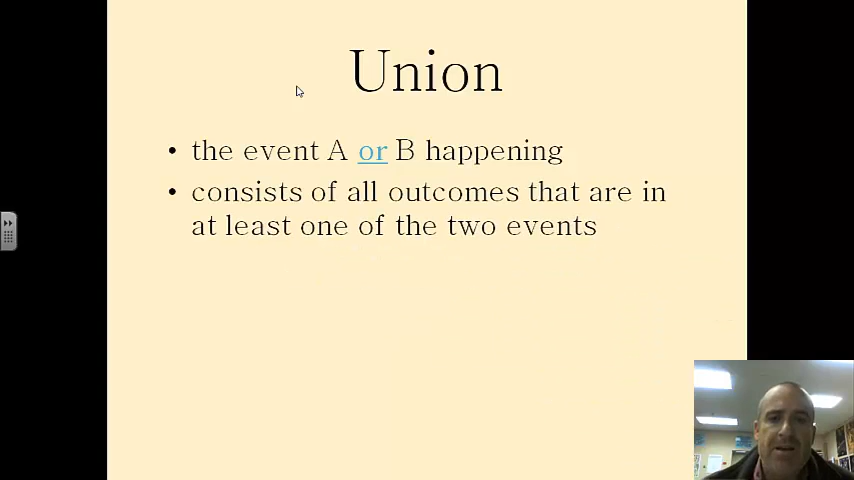 Union
• the event A or B happening
• consists of all outcomes that are in
at least one of the two events